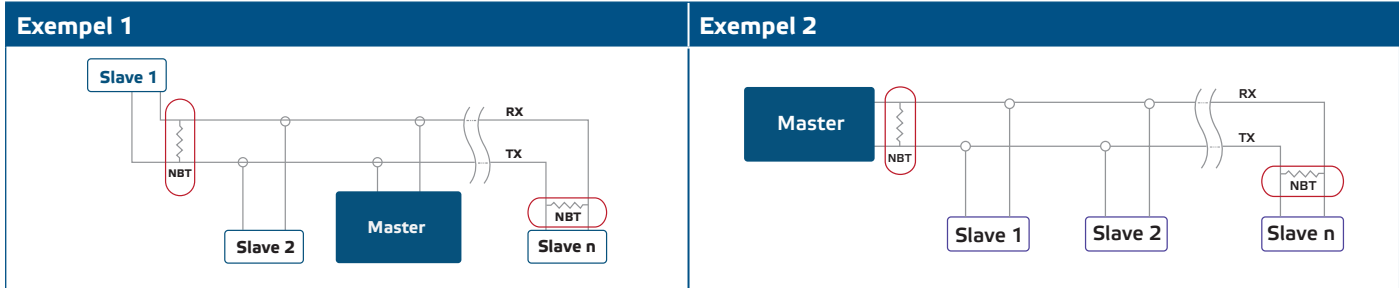 Exempel 1
Slave 1
RX
TX
NBT
NBT
Master
Slave 2
Slave n
Exempel 2
RX
Master
TX
NBT
NBT
Slave 1
Slave 2
Slave n